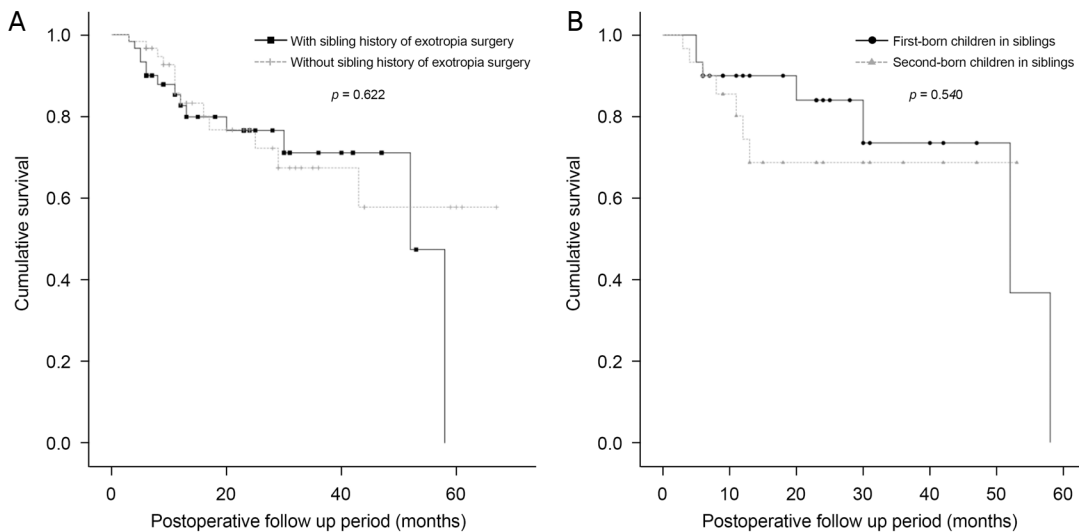 A
With sibling history of exotropia surgery
Without sibling history of exotropia surgery
p = 0.622
Cumulative survival
1.0
0.8
0.6
0.4
0.2
0.0
0 20 40 60
Postoperative follow up period (months)
B
First-born children in siblings
Second-born children in siblings
p = 0.540
Cumulative survival
1.0
0.8
0.6
0.4
0.2
0.0
0 10 20 30 40 50 60
Postoperative follow up period (months)